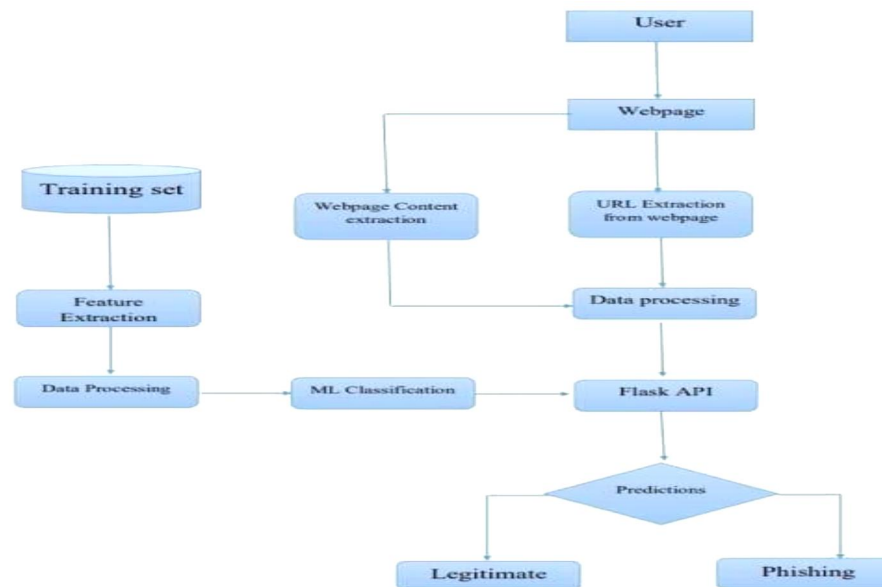 User
Webpage
Training set
Webpage Content
extraction
URL Extraction
from webpage
Feature
Extraction
Data processing
Data Processing
ML Classification
Flask API
Predictions
Legitimate
Phishing